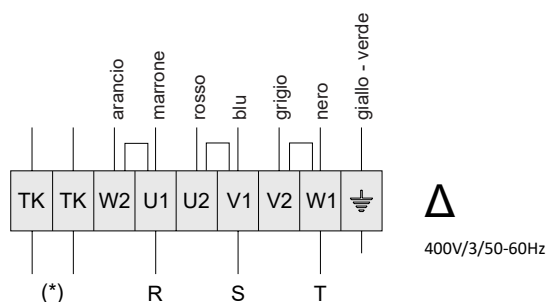 arancio
marrone
rosso
blu
grigio
nero
giallo - verde
TK TK W2 U1 U2 V1 V2 W1
Δ
400V/3/50-60Hz
(*) R S T